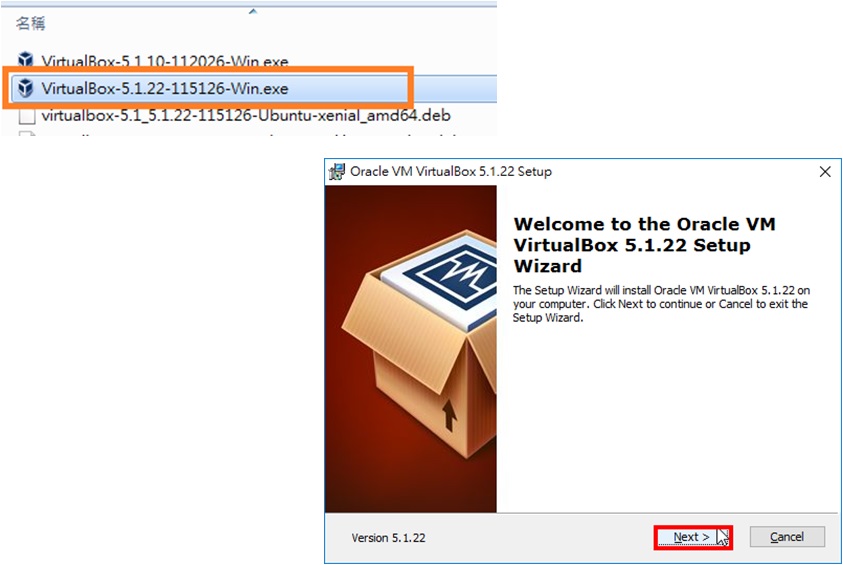 名稱
VirtualBox-5.1.10-112026-Win.exe
VirtualBox-5.1.22-115126-Win.exe
virtualbox-5.1_5.1.22-115126-Ubuntu-xenial_amd64.deb
Oracle VM VirtualBox 5.1.22 Setup
Welcome to the Oracle VM
VirtualBox 5.1.22 Setup
Wizard
The Setup Wizard will install Oracle VM VirtualBox 5.1.22 on
your computer. Click Next to continue or Cancel to exit the
Setup Wizard.
Version 5.1.22
Next >
Cancel